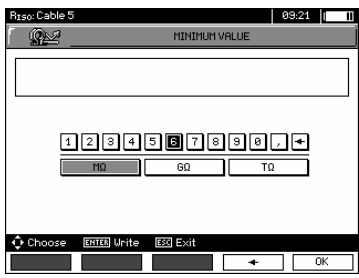 RISO: Cable 5 09:21
MINIMUM VALUE
1 2 3 4 5 6 7 8 9 0 , ←
MΩ GΩ TΩ
Choose ENTER Write ESC Exit
← OK